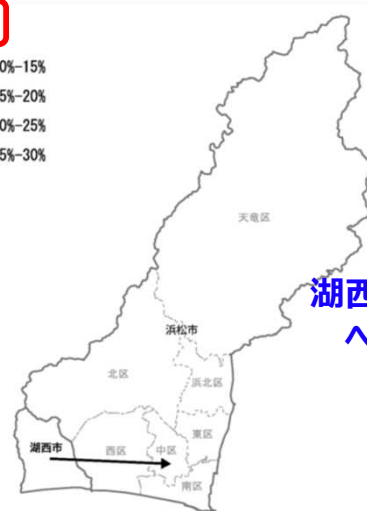 0%-15%
5%-20%
0%-25%
5%-30%
天竜区
湖西
へ
浜松市
北区
浜北区
東区
湖西市
西区
中区
南区